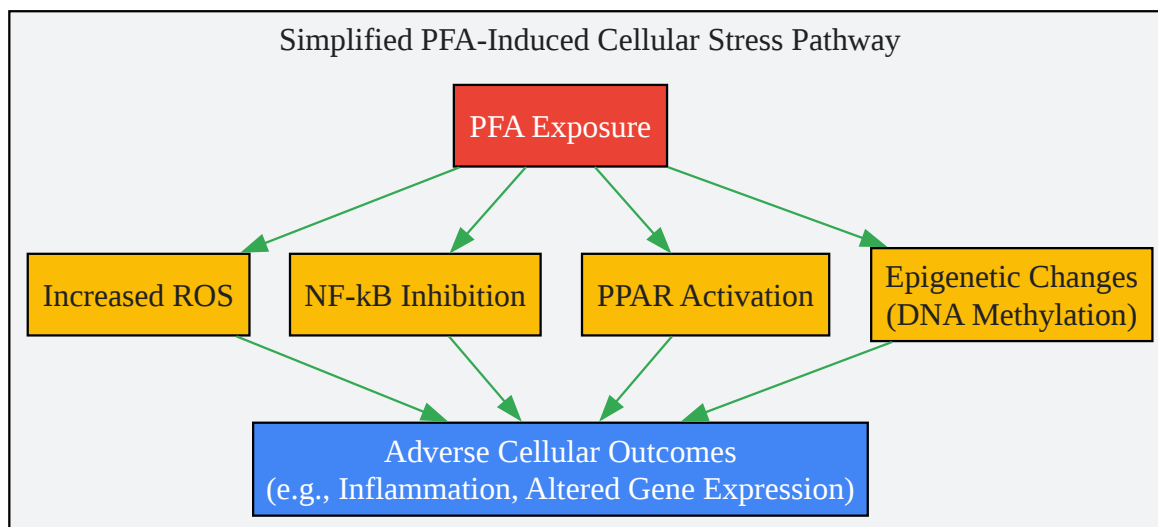 Simplified PFA-Induced Cellular Stress Pathway
PFA Exposure
Increased ROS
NF-kB Inhibition
PPAR Activation
Epigenetic Changes
(DNA Methylation)
Adverse Cellular Outcomes
(e.g., Inflammation, Altered Gene Expression)